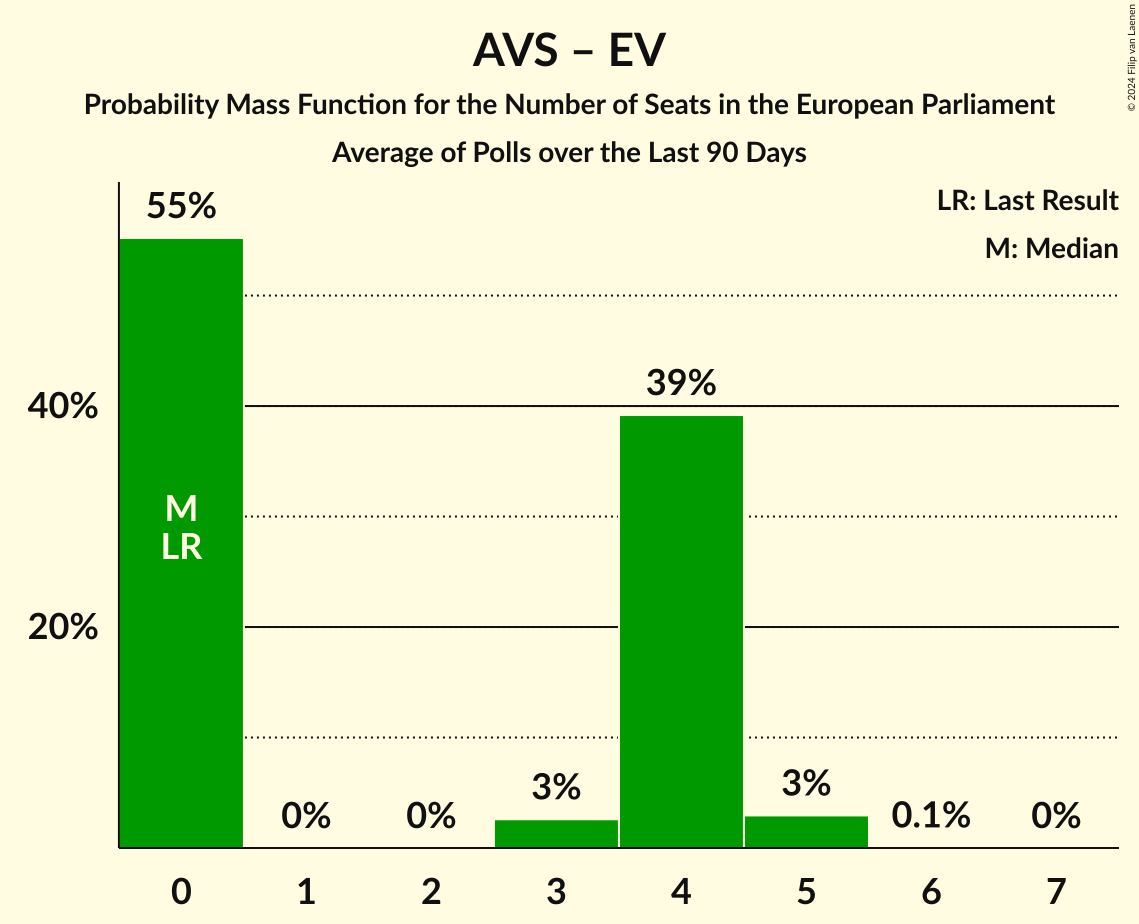 AVS – EV
Probability Mass Function for the Number of Seats in the European Parliament
Average of Polls over the Last 90 Days
© 2024 Filip van Laenen
LR: Last Result
M: Median
55%
39%
40%
M
LR
20%
3%
3%
0%
0%
0.1%
0%
0 1 2 3 4 5 6 7